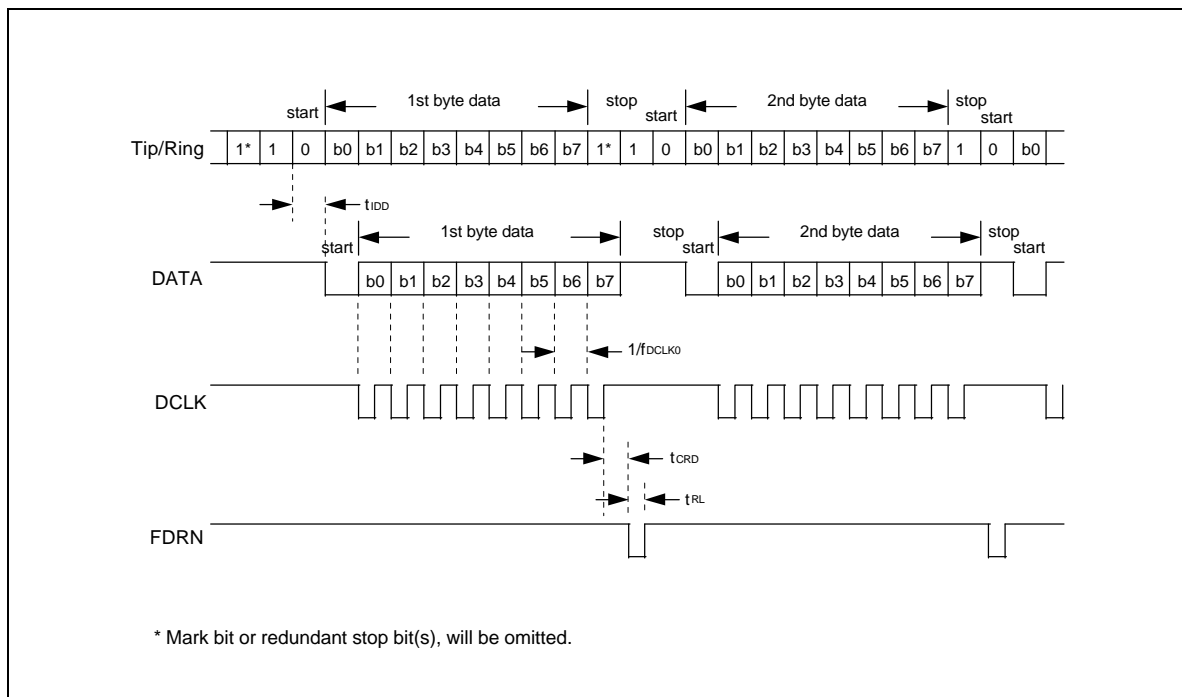 1st byte data stop 2nd byte data stop
start start start
Tip/Ring 1* 1 0 b0 b1 b2 b3 b4 b5 b6 b7 1* 1 0 b0 b1 b2 b3 b4 b5 b6 b7 1 0 b0
tIDD
1st byte data stop 2nd byte data stop
start start start
DATA b0 b1 b2 b3 b4 b5 b6 b7 b0 b1 b2 b3 b4 b5 b6 b7
1/fDCLK0
DCLK
tCRD
tRL
FDRN
* Mark bit or redundant stop bit(s), will be omitted.